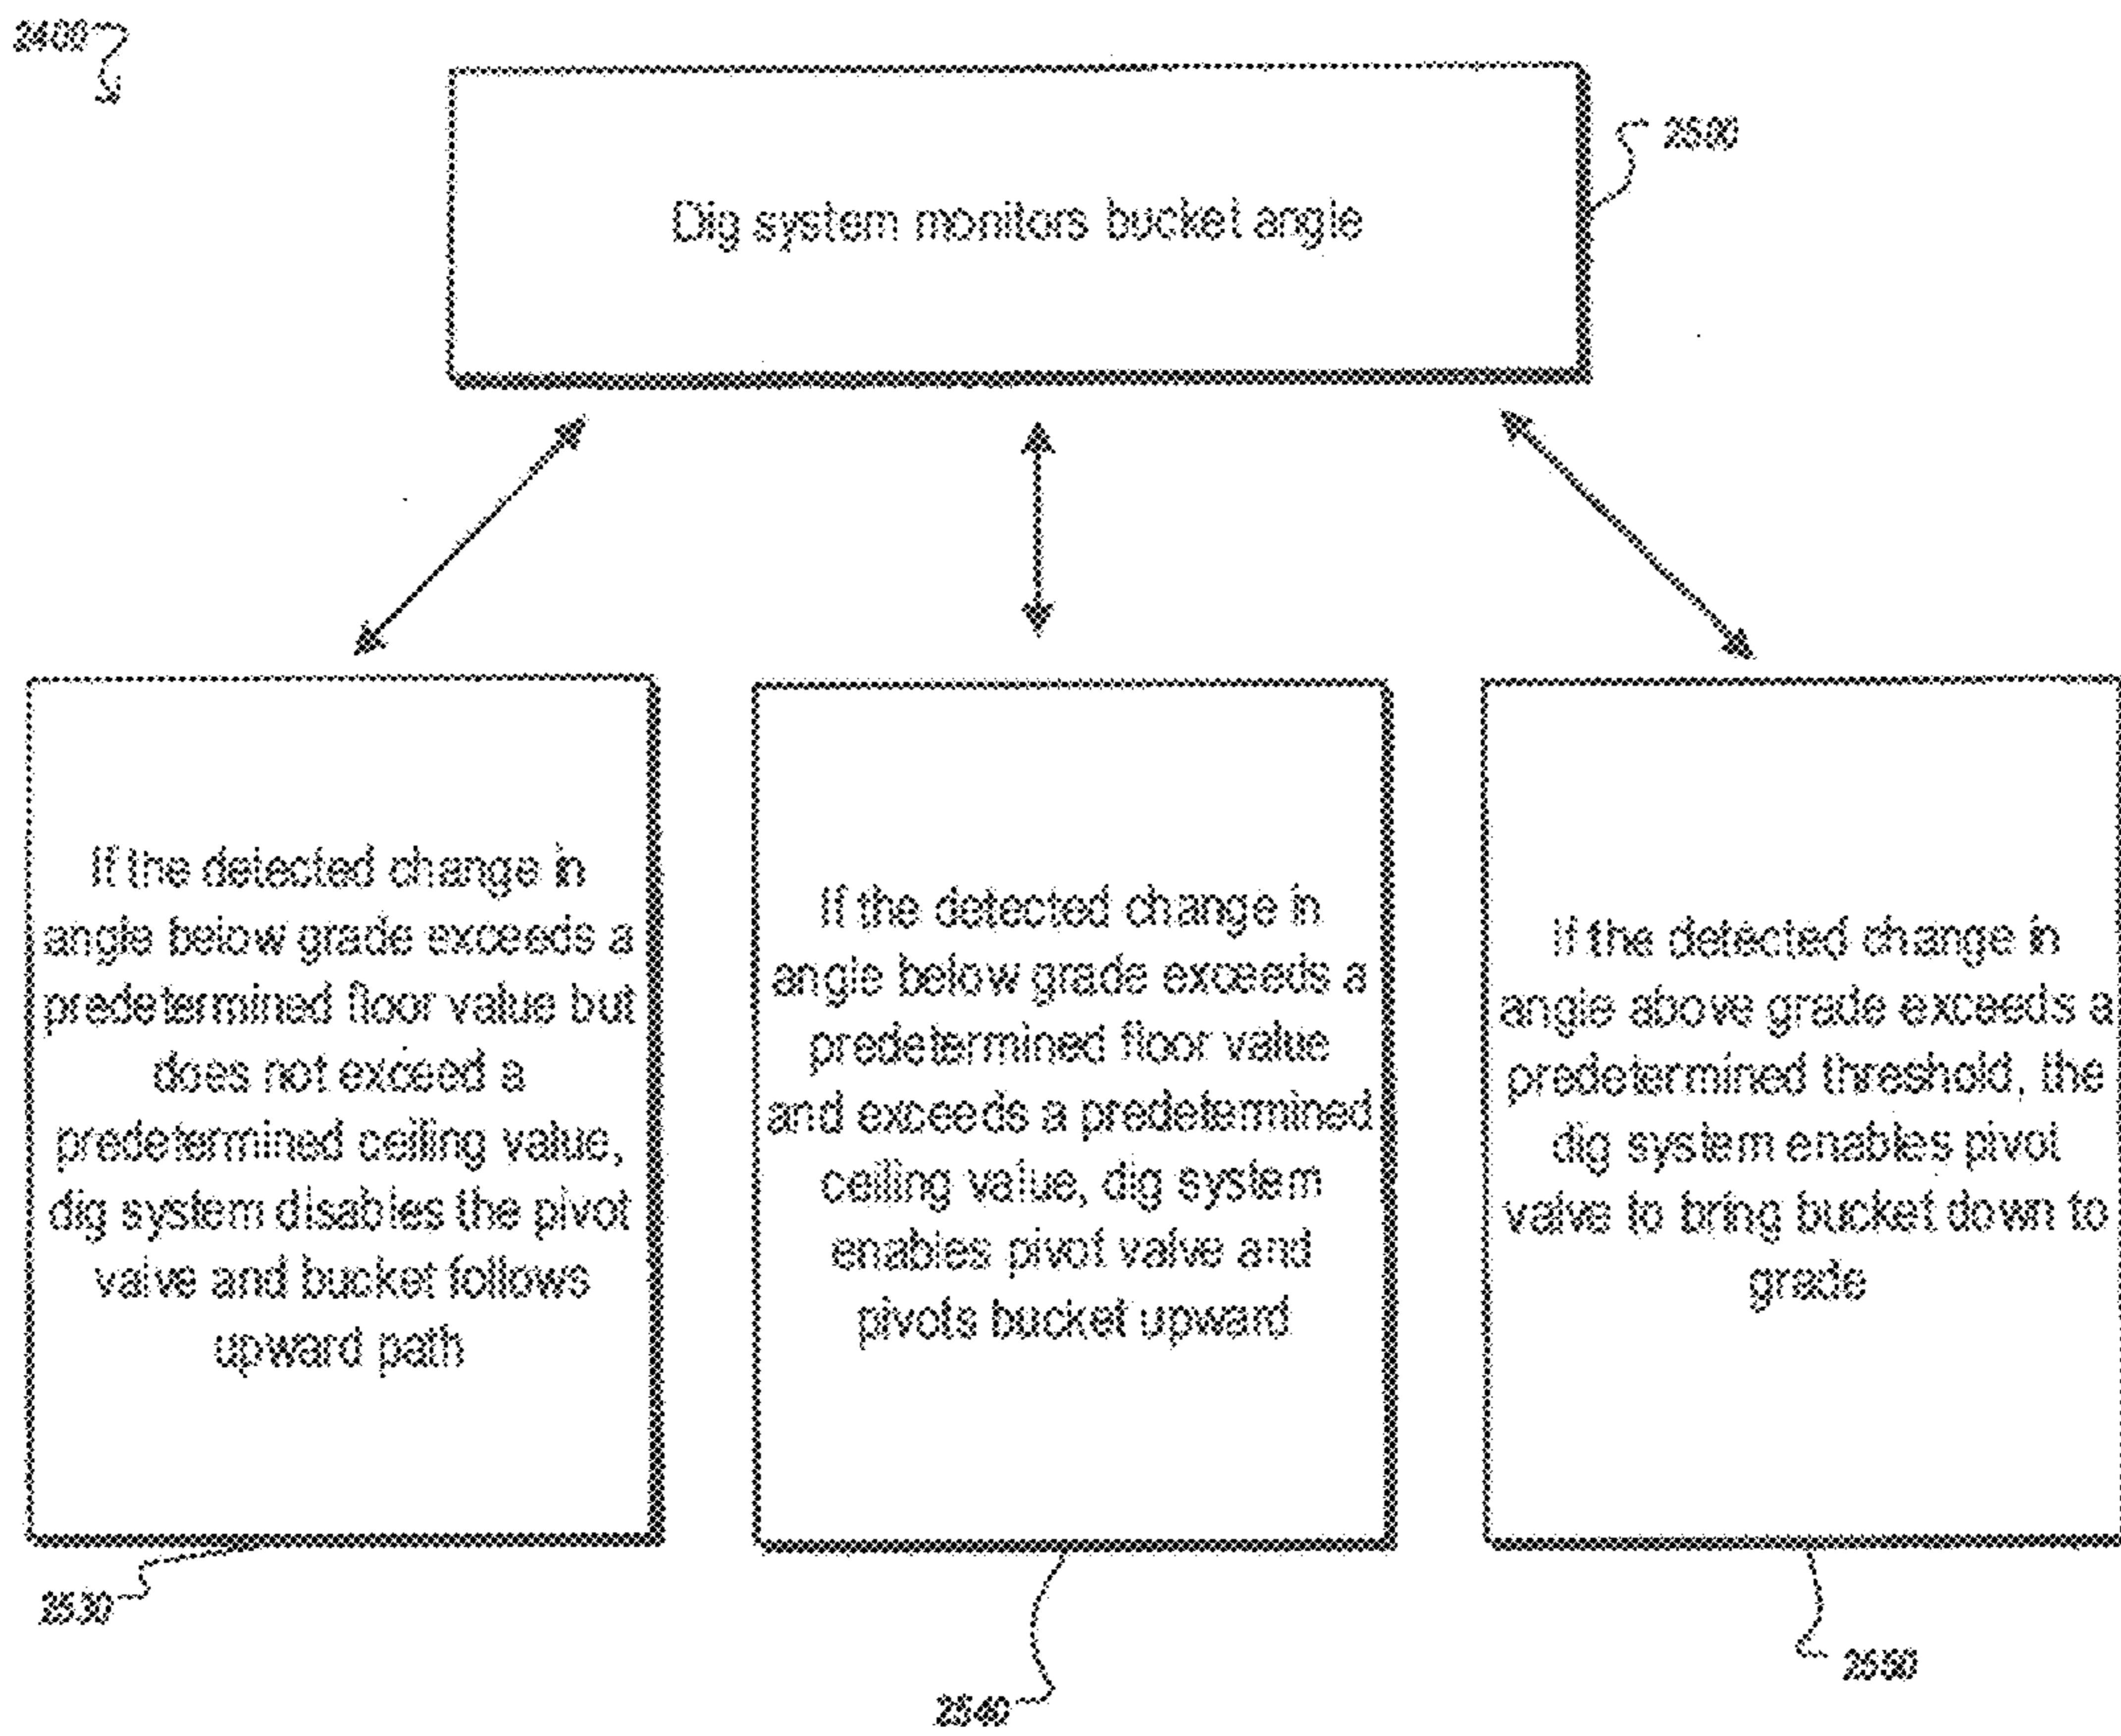 2400
Dig system monitors bucket angle
If the detected change in
angle below grade exceeds a
predetermined floor value but
does not exceed a
predetermined ceiling value,
dig system disables the pivot
valve and bucket follows
upward path
If the detected change in
angle below grade exceeds a
predetermined floor value
and exceeds a predetermined
ceiling value, dig system
enables pivot valve and
pivots bucket upward
If the detected change in
angle above grade exceeds a
predetermined threshold, the
dig system enables pivot
valve to bring bucket down to
grade
2530
2540